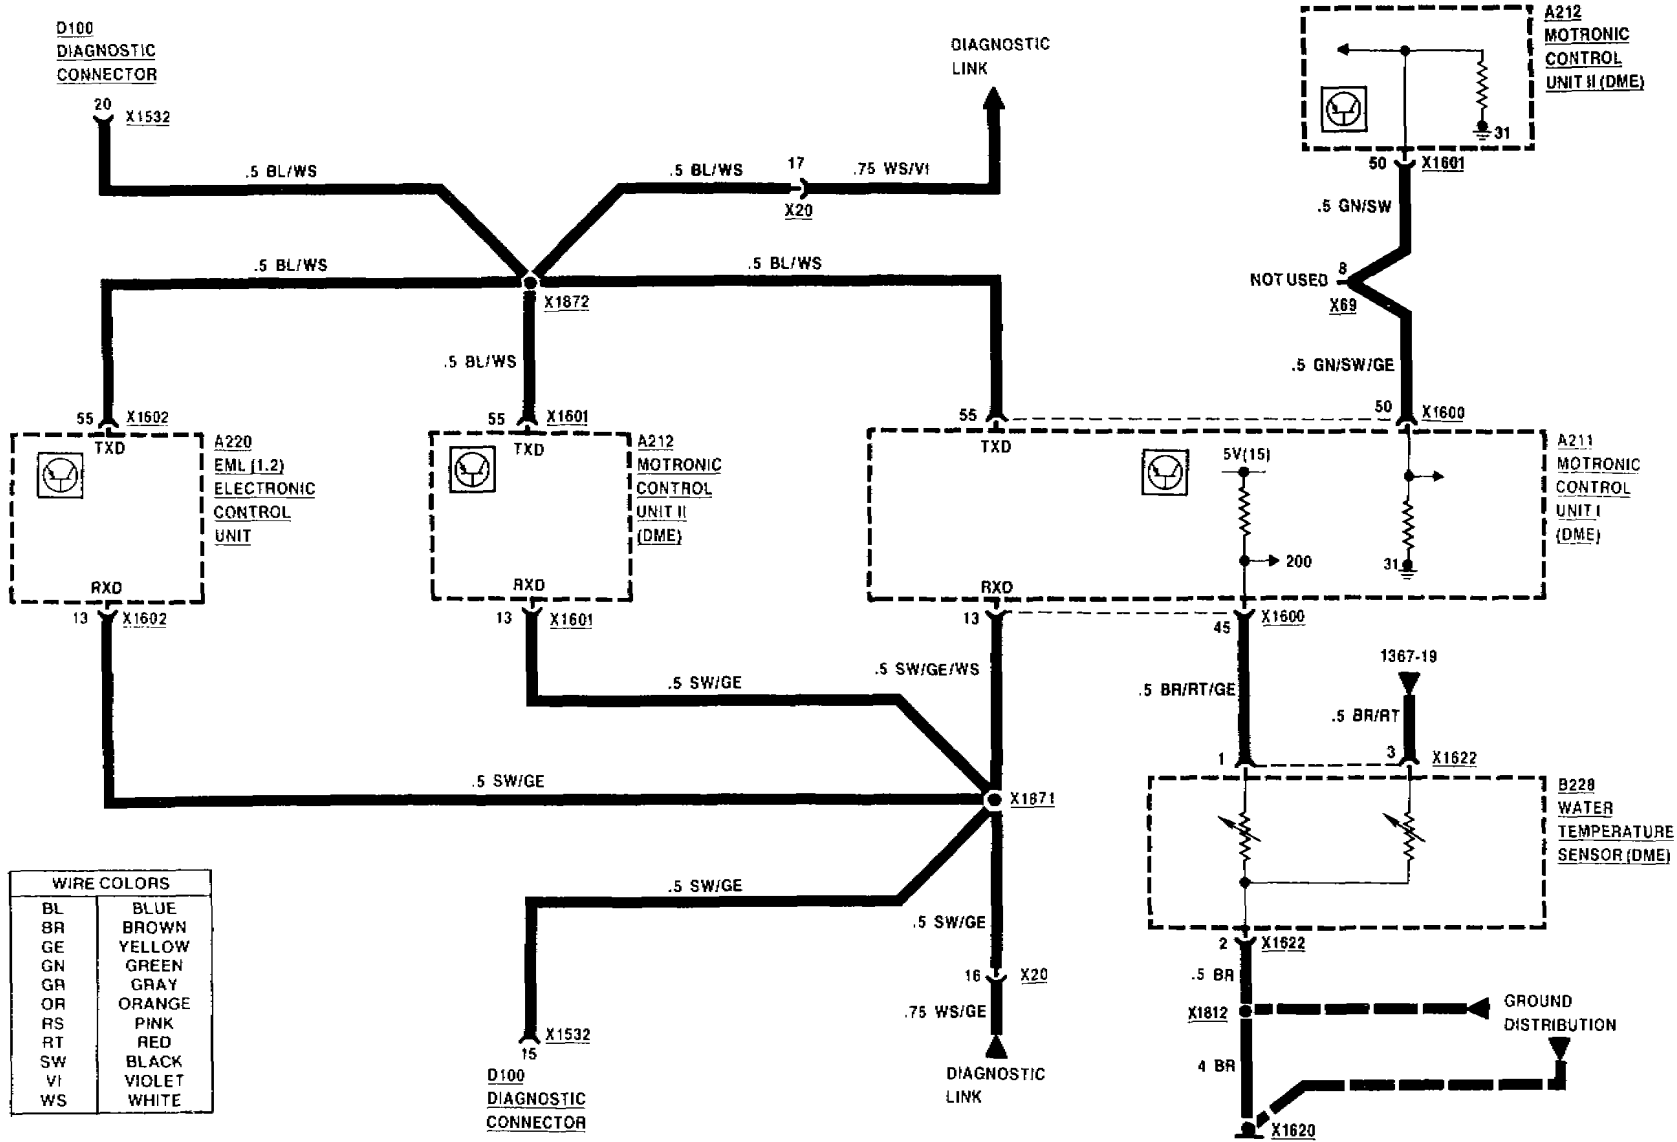 D100
DIAGNOSTIC
CONNECTOR
20
X1532
.5 BL/WS
.5 BL/WS
17
X20
.75 WS/VI
DIAGNOSTIC
LINK
A212
MOTRONIC
CONTROL
UNIT II (DME)
31
50
X1601
.5 GN/SW
NOT USED
8
X69
.5 GN/SW/GE
.5 BL/WS
.5 BL/WS
X1872
.5 BL/WS
55
X1602
TXD
A220
EML (1.2)
ELECTRONIC
CONTROL
UNIT
RXD
13
X1602
55
X1601
TXD
A212
MOTRONIC
CONTROL
UNIT II
(DME)
RXD
13
X1601
55
TXD
50
X1600
5V(15)
200
31
A211
MOTRONIC
CONTROL
UNIT I
(DME)
RXD
13
45
X1600
.5 SW/GE
.5 SW/GE/WS
.5 BR/RT/GE
1367-19
.5 BR/RT
.5 SW/GE
X1871
1
3
X1622
B228
WATER
TEMPERATURE
SENSOR (DME)
.5 SW/GE
.5 SW/GE
16
X20
.75 WS/GE
DIAGNOSTIC
LINK
X1532
15
D100
DIAGNOSTIC
CONNECTOR
2
X1622
.5 BR
X1812
GROUND
DISTRIBUTION
4 BR
X1620
WIRE COLORS
BL BLUE
BR BROWN
GE YELLOW
GN GREEN
GR GRAY
OR ORANGE
RS PINK
RT RED
SW BLACK
VI VIOLET
WS WHITE